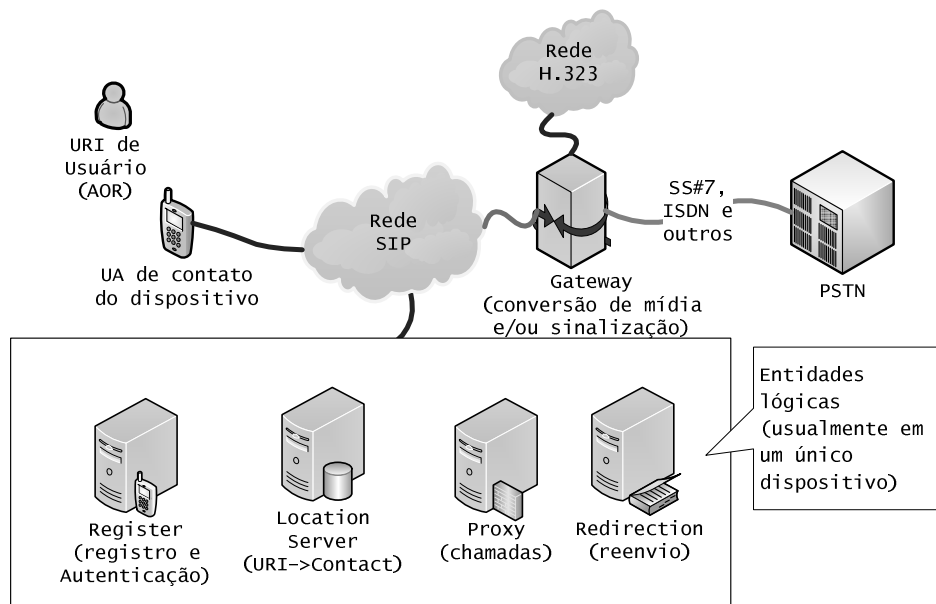 Rede
H.323
URI de
Usuário
(AOR)
Rede
SIP
SS#7,
ISDN e
outros
UA de contato
do dispositivo
Gateway
(conversão de mídia
e/ou sinalização)
PSTN
Entidades
lógicas
(usualmente em
um único
dispositivo)
Register
(registro e
Autenticação)
Location
Server
(URI->Contact)
Proxy
(chamadas)
Redirection
(reenvio)